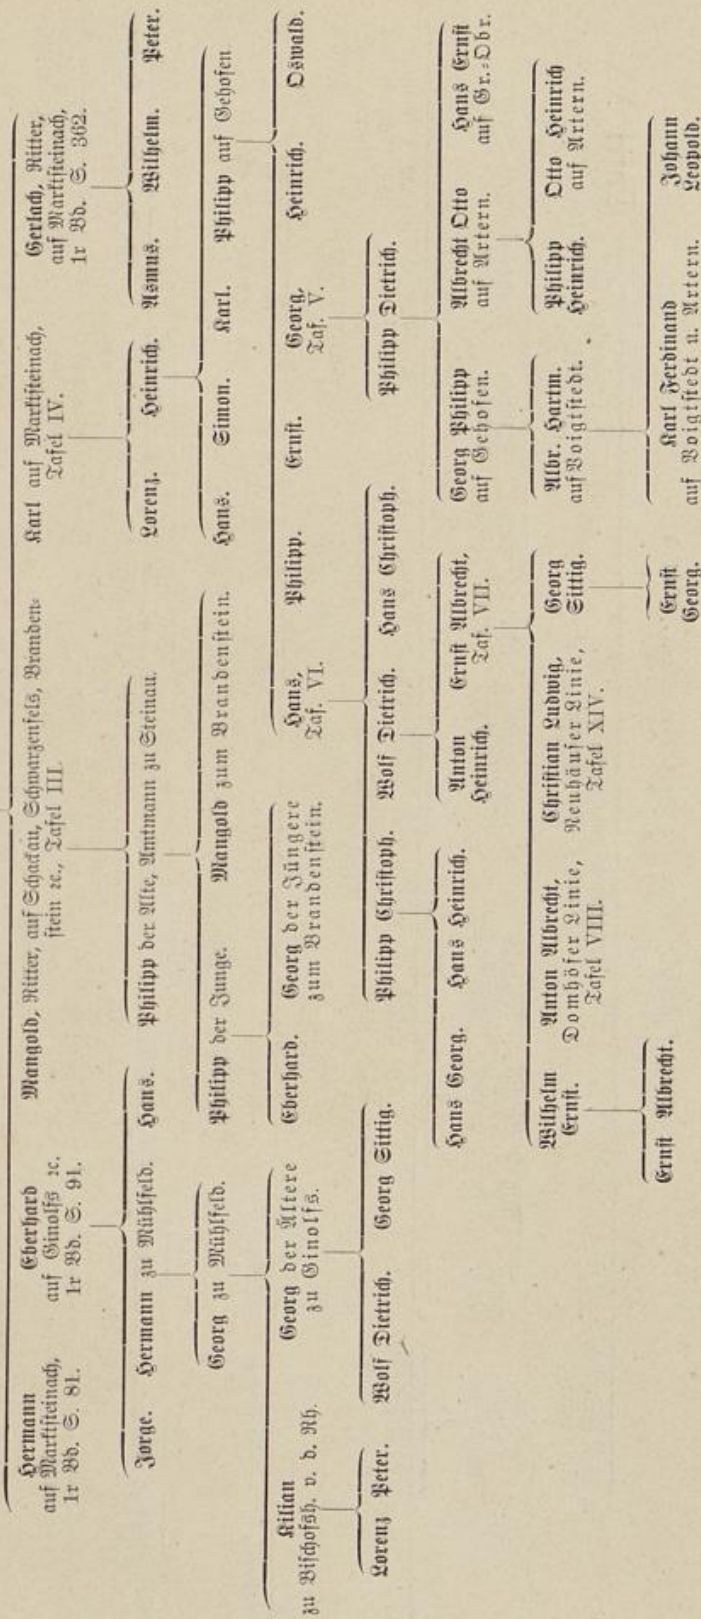 Hermann
auf Marktsteinach,
1r Bd. S. 81.
Eberhard
auf Ginolfs ꝛc.
1r Bd. S. 91.
Mangold, Ritter, auf Schackau, Schwarzenfels, Branden-
stein ꝛc., Tafel III.
Karl auf Marktsteinach,
Tafel IV.
Gerlach, Ritter,
auf Marktsteinach,
1r Bd. S. 362.
Jorge. Hermann zu Mühlfeld. Hans.
Philipp der Alte, Amtmann zu Steinau.
Lorenz. Heinrich.
Asmus. Wilhelm. Peter.
Georg zu Mühlfeld.
Philipp der Junge. Mangold zum Brandenstein.
Hans. Simon. Karl. Philipp auf Gehofen
Kilian
zu Bischofsh. v. d. Rh.
Georg der Ältere
zu Ginolfs.
Eberhard.
Georg der Jüngere
zum Brandenstein.
Hans,
Taf. VI.
Philipp.
Ernst.
Georg,
Taf. V.
Heinrich.
Oswald.
Lorenz Peter.
Wolf Dietrich. Georg Sittig.
Philipp Christoph. Wolf Dietrich. Hans Christoph.
Philipp Dietrich.
Hans Georg. Hans Heinrich.
Anton
Heinrich.
Ernst Albrecht,
Taf. VII.
Georg Philipp
auf Gehofen.
Albrecht Otto
auf Artern.
Hans Ernst
auf Gr.-Obr.
Wilhelm
Ernst.
Anton Albrecht,
Domhöfer Linie,
Tafel VIII.
Christian Ludwig,
Neuhäuser Linie,
Tafel XIV.
Georg
Sittig.
Albr. Hartm.
auf Voigtstedt.
Philipp
Heinrich.
Otto Heinrich
auf Artern.
Ernst Albrecht.
Ernst
Georg.
Karl Ferdinand
auf Voigtstedt u. Artern.
Johann
Leopold.